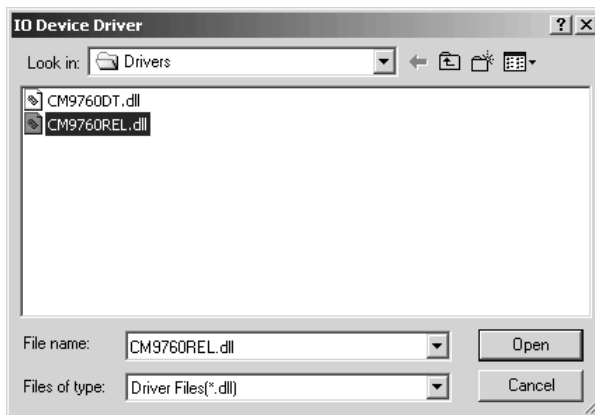 IO Device Driver
Look in: Drivers
CM9760DT.dll
CM9760REL.dll
File name: CM9760REL.dll Open
Files of type: Driver Files(*.dll) Cancel